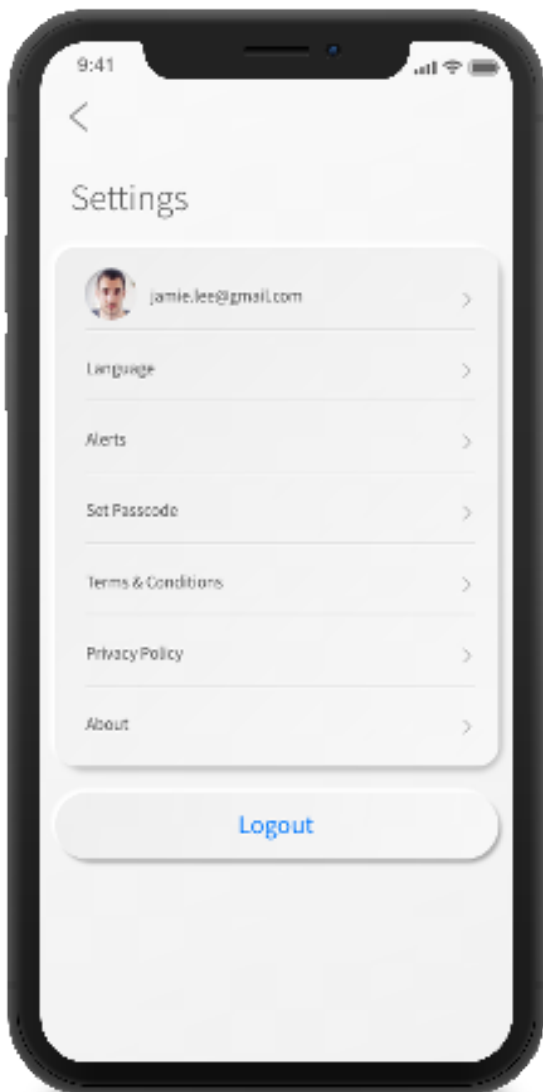 9:41
Settings
jamie.lee@gmail.com
Language
Alerts
Set Passcode
Terms & Conditions
Privacy Policy
About
Logout